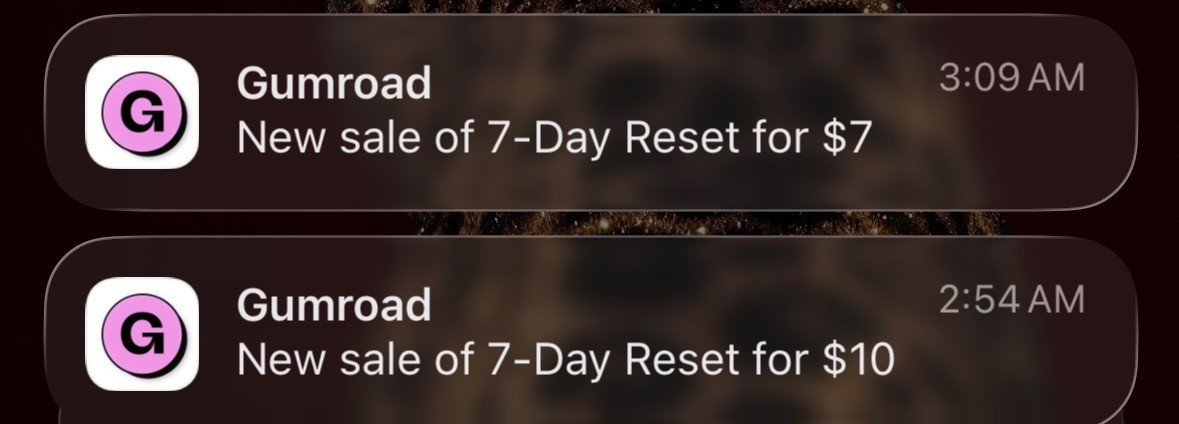 Gumroad
3:09 AM
New sale of 7-Day Reset for $7
Gumroad
2:54 AM
New sale of 7-Day Reset for $10